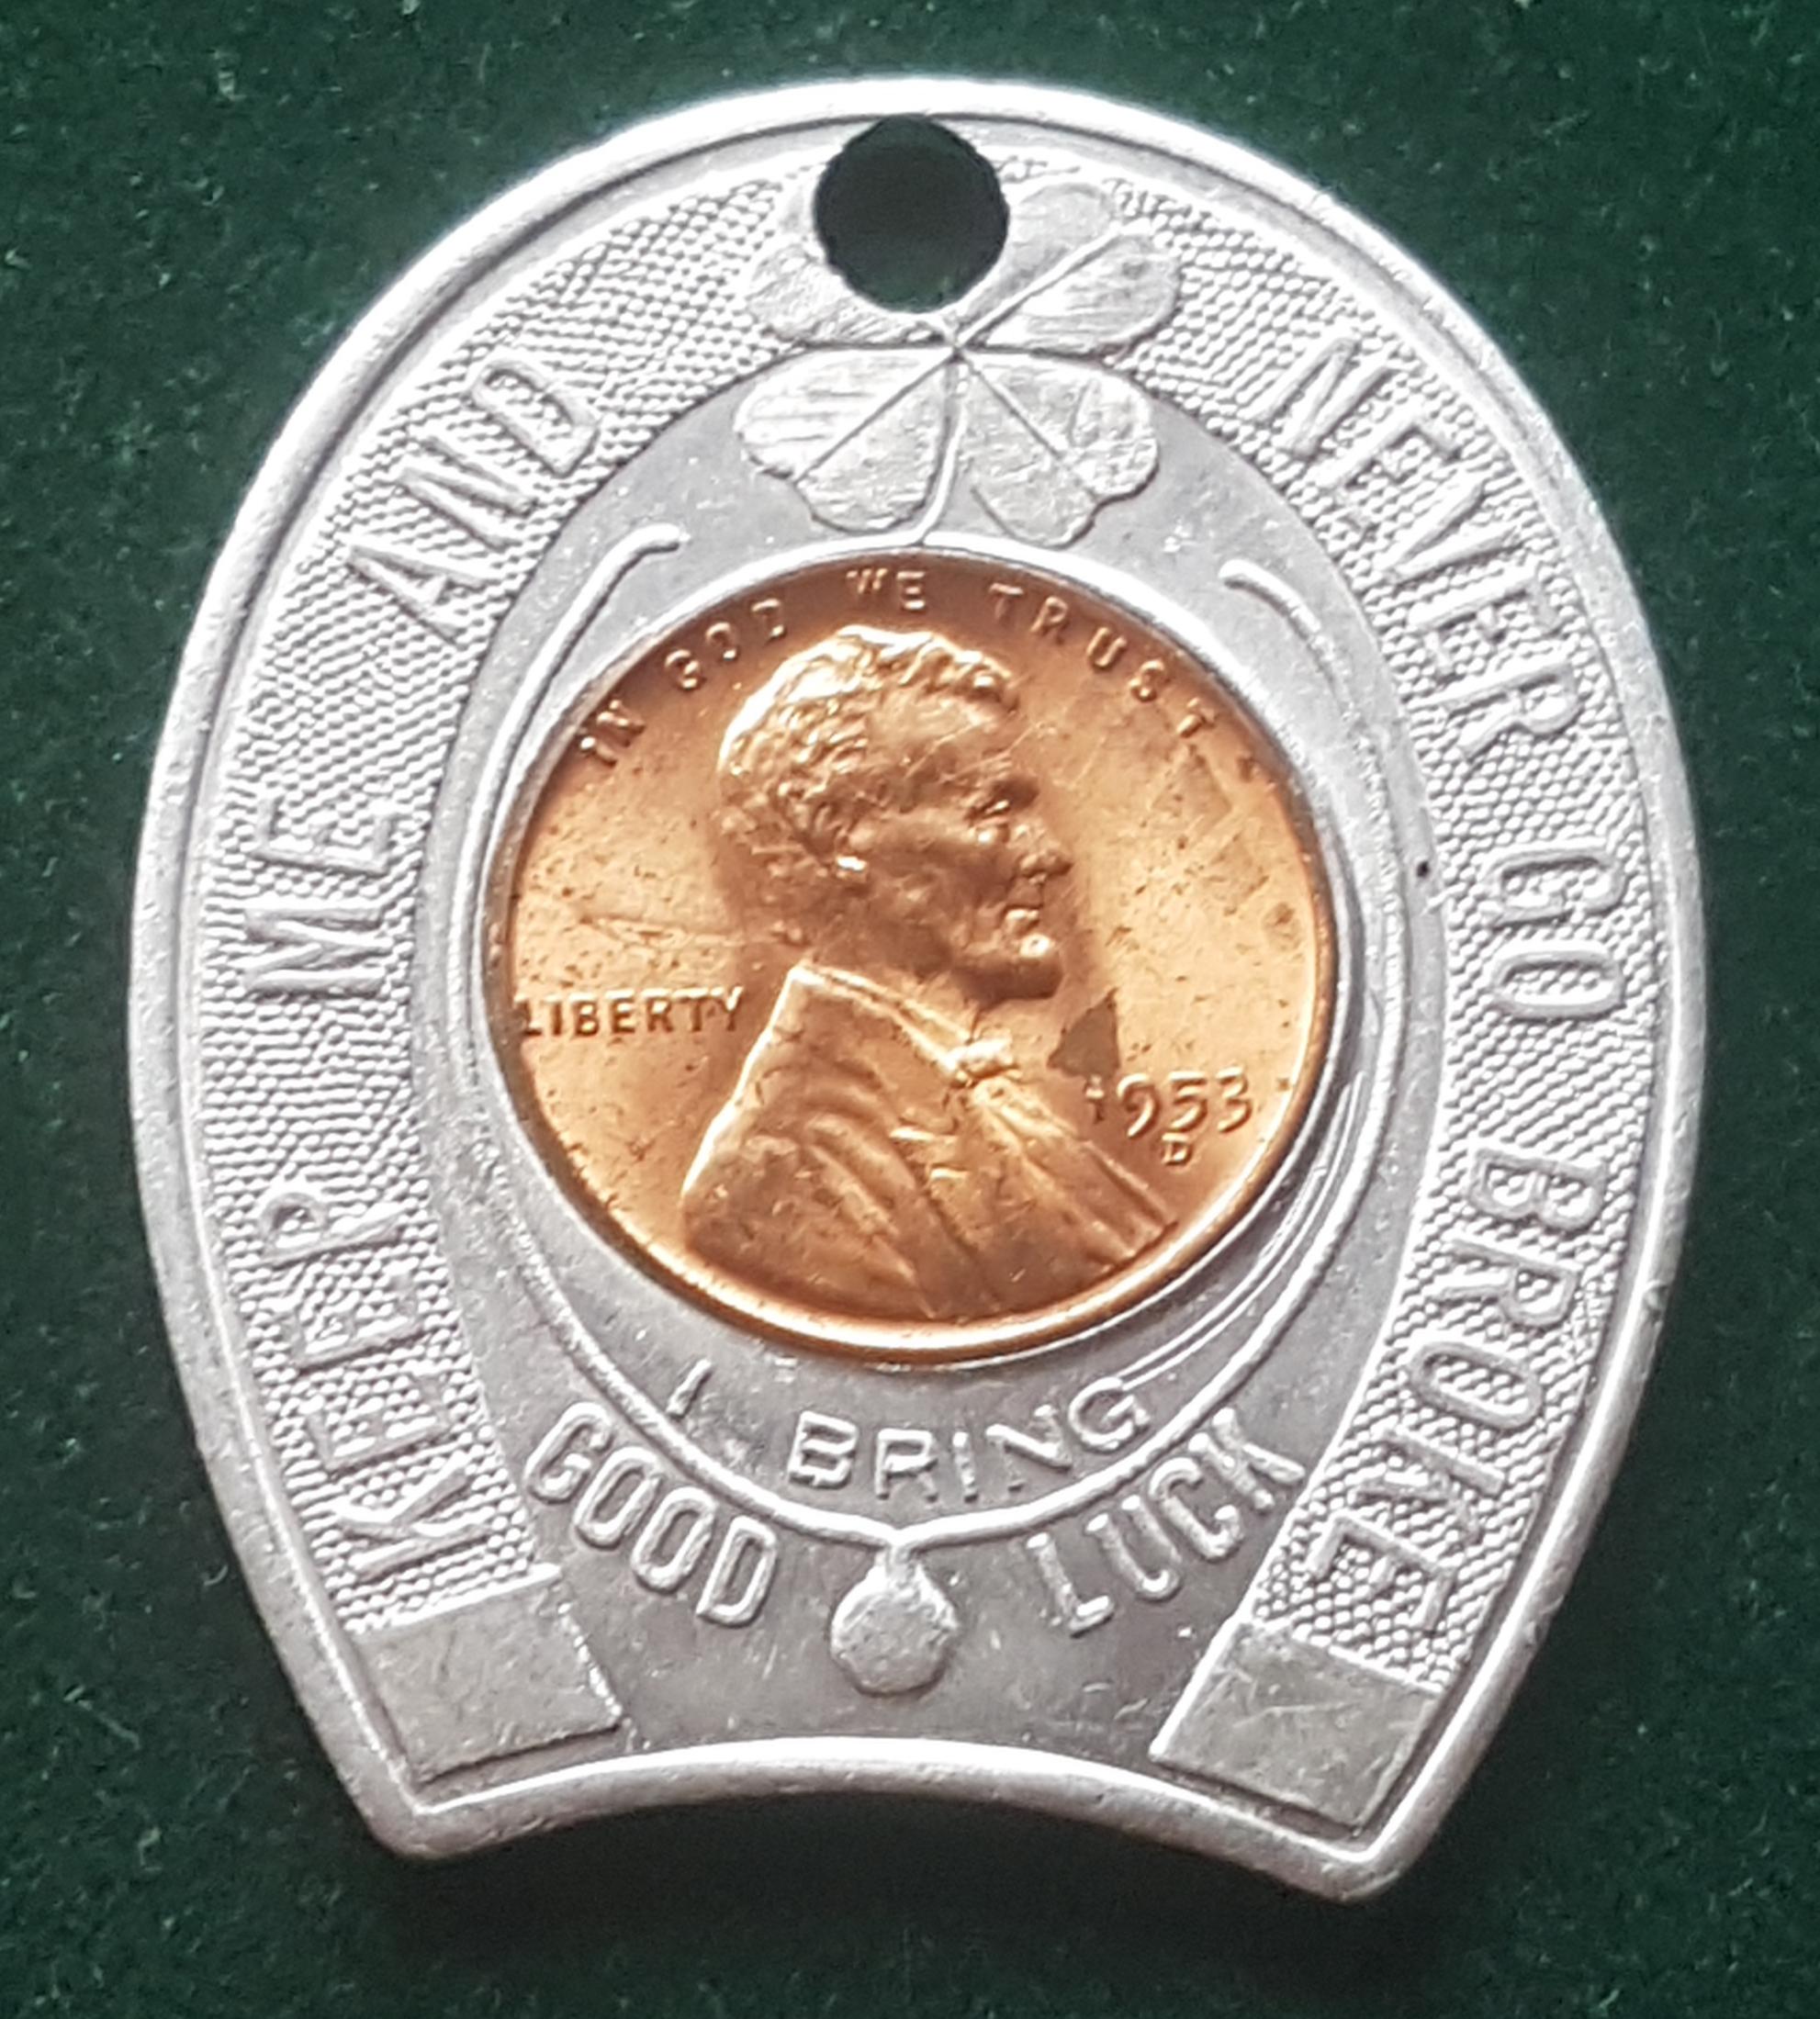 KEEP ME AND NEVER GO BROKE
IN GOD WE TRUST
LIBERTY
1953
D
I BRING
GOOD LUCK